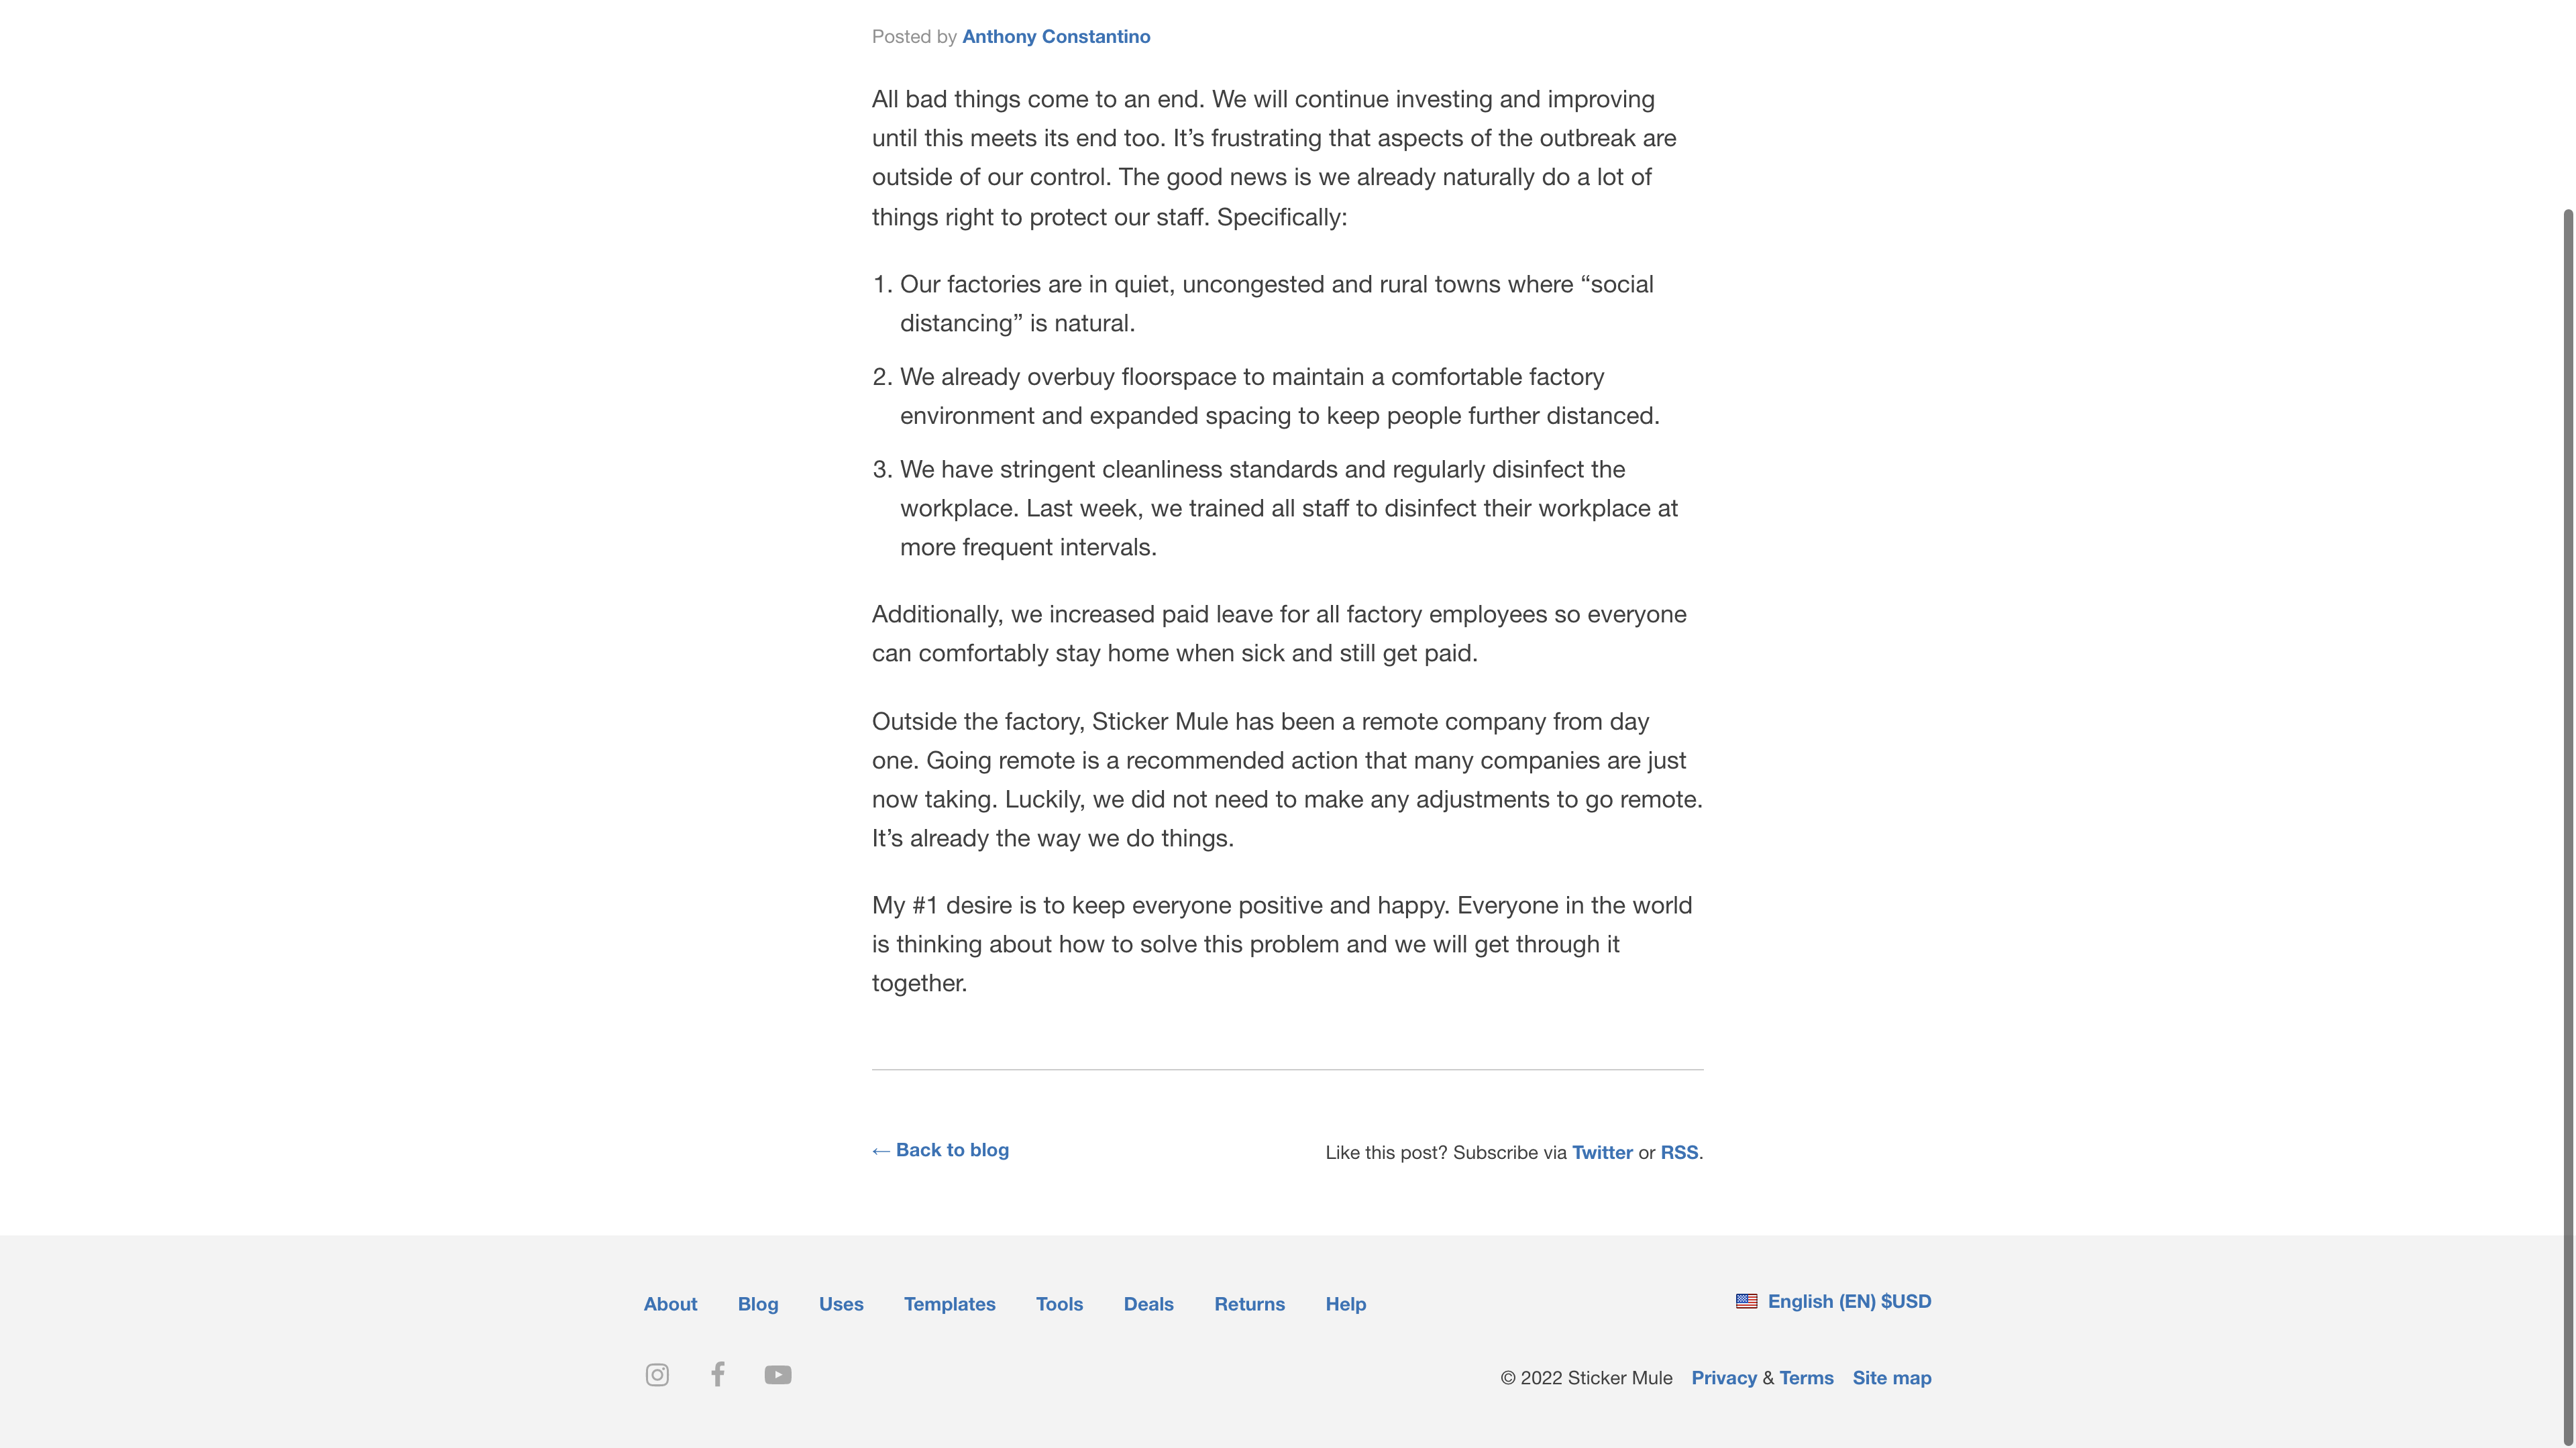 Posted by Anthony Constantino
All bad things come to an end. We will continue investing and improving
until this meets its end too. It’s frustrating that aspects of the outbreak are
outside of our control. The good news is we already naturally do a lot of
things right to protect our staff. Specifically:
1. Our factories are in quiet, uncongested and rural towns where “social
distancing” is natural.
2. We already overbuy floorspace to maintain a comfortable factory
environment and expanded spacing to keep people further distanced.
3. We have stringent cleanliness standards and regularly disinfect the
workplace. Last week, we trained all staff to disinfect their workplace at
more frequent intervals.
Additionally, we increased paid leave for all factory employees so everyone
can comfortably stay home when sick and still get paid.
Outside the factory, Sticker Mule has been a remote company from day
one. Going remote is a recommended action that many companies are just
now taking. Luckily, we did not need to make any adjustments to go remote.
It’s already the way we do things.
My #1 desire is to keep everyone positive and happy. Everyone in the world
is thinking about how to solve this problem and we will get through it
together.
← Back to blog
Like this post? Subscribe via Twitter or RSS.
About Blog Uses Templates Tools Deals Returns Help
English (EN) $USD
© 2022 Sticker Mule Privacy & Terms Site map